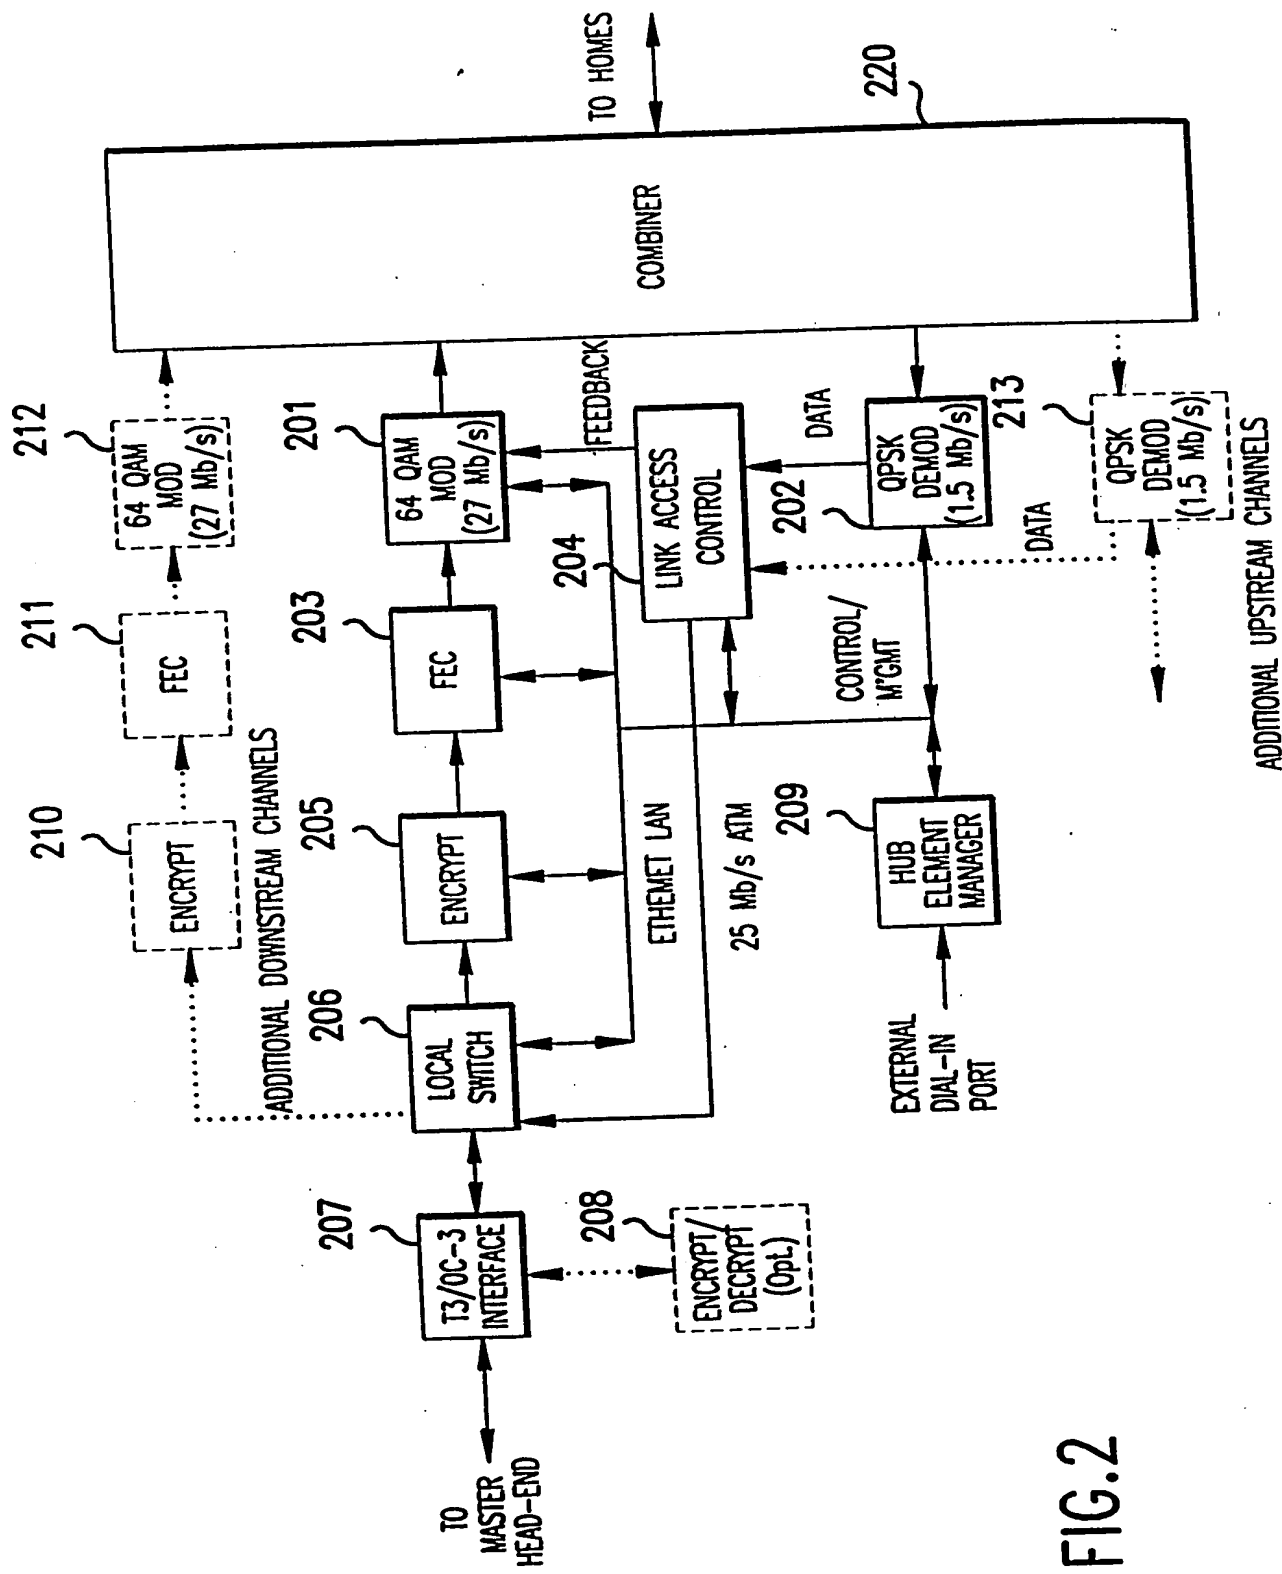 TO HOMES
220
COMBINER
212
64 QAM
MOD
(27 Mb/s)
211
FEC
210
ENCRYPT
ADDITIONAL DOWNSTREAM CHANNELS
201
64 QAM
MOD
(27 Mb/s)
203
FEC
205
ENCRYPT
206
LOCAL
SWITCH
207
T3/OC-3
INTERFACE
TO
MASTER
HEAD-END
208
ENCRYPT/
DECRYPT
(Opt.)
FEEDBACK
204
LINK ACCESS
CONTROL
DATA
202
QPSK
DEMOD
(1.5 Mb/s)
213
QPSK
DEMOD
(1.5 Mb/s)
DATA
ADDITIONAL UPSTREAM CHANNELS
CONTROL/
M'GMT
ETHEMET LAN
25 Mb/s ATM
209
HUB
ELEMENT
MANAGER
EXTERNAL
DIAL-IN
PORT
FIG.2